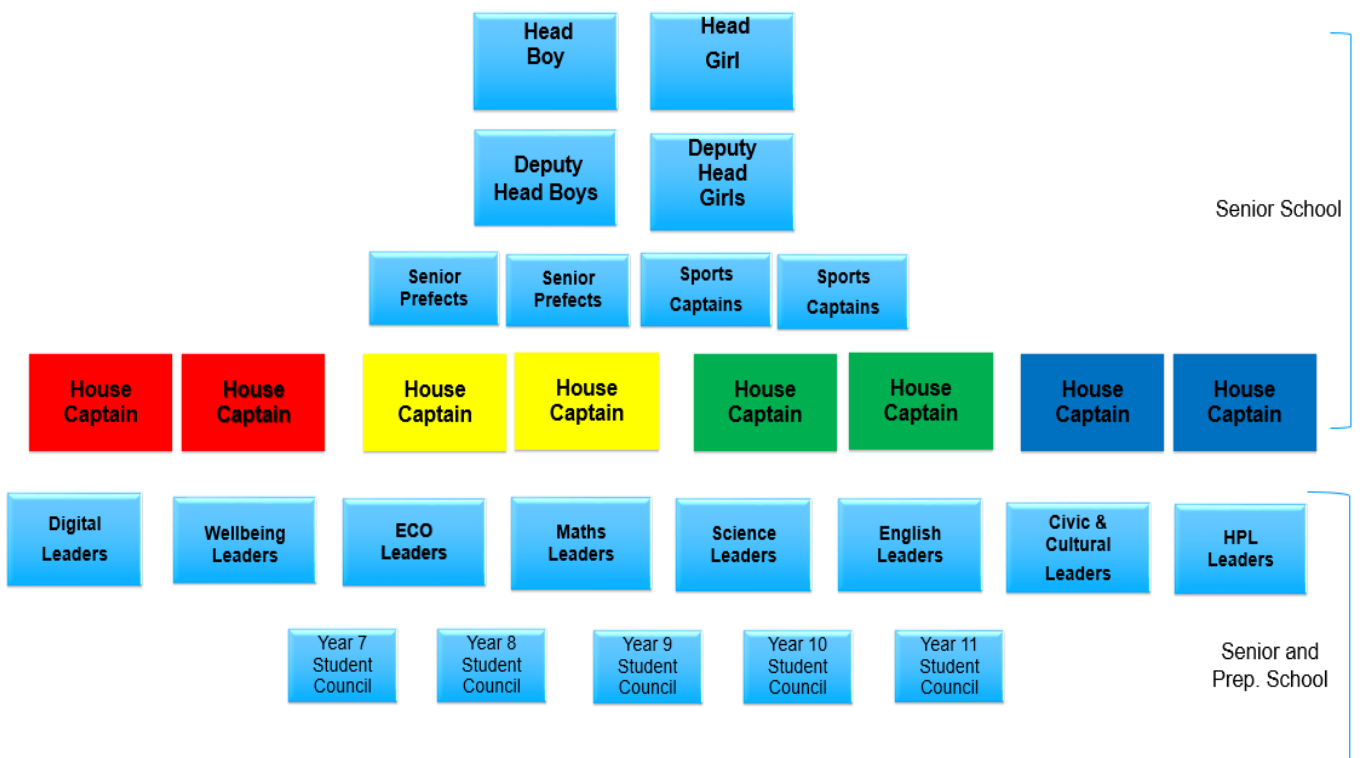 Head
Boy
Head
Girl
Deputy
Head Boys
Deputy
Head
Girls
Senior School
Senior
Prefects
Senior
Prefects
Sports
Captains
Sports
Captains
House
Captain
House
Captain
House
Captain
House
Captain
House
Captain
House
Captain
House
Captain
House
Captain
Digital
Leaders
Wellbeing
Leaders
ECO
Leaders
Maths
Leaders
Science
Leaders
English
Leaders
Civic &
Cultural
Leaders
HPL
Leaders
Year 7
Student
Council
Year 8
Student
Council
Year 9
Student
Council
Year 10
Student
Council
Year 11
Student
Council
Senior and
Prep. School